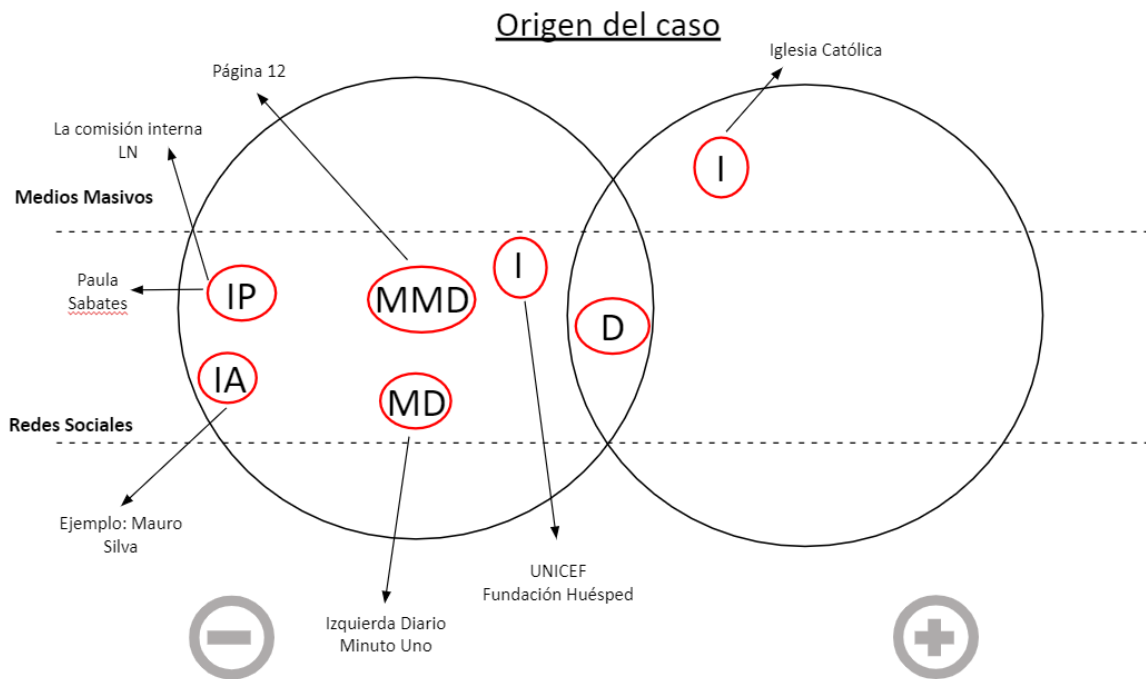 Origen del caso
Iglesia Católica
Página 12
La comisión interna
LN
Medios Masivos
I
I
Paula
Sabates
IP
MMD
D
IA
MD
Redes Sociales
Ejemplo: Mauro
Silva
UNICEF
Fundación Huésped
Izquierda Diario
Minuto Uno